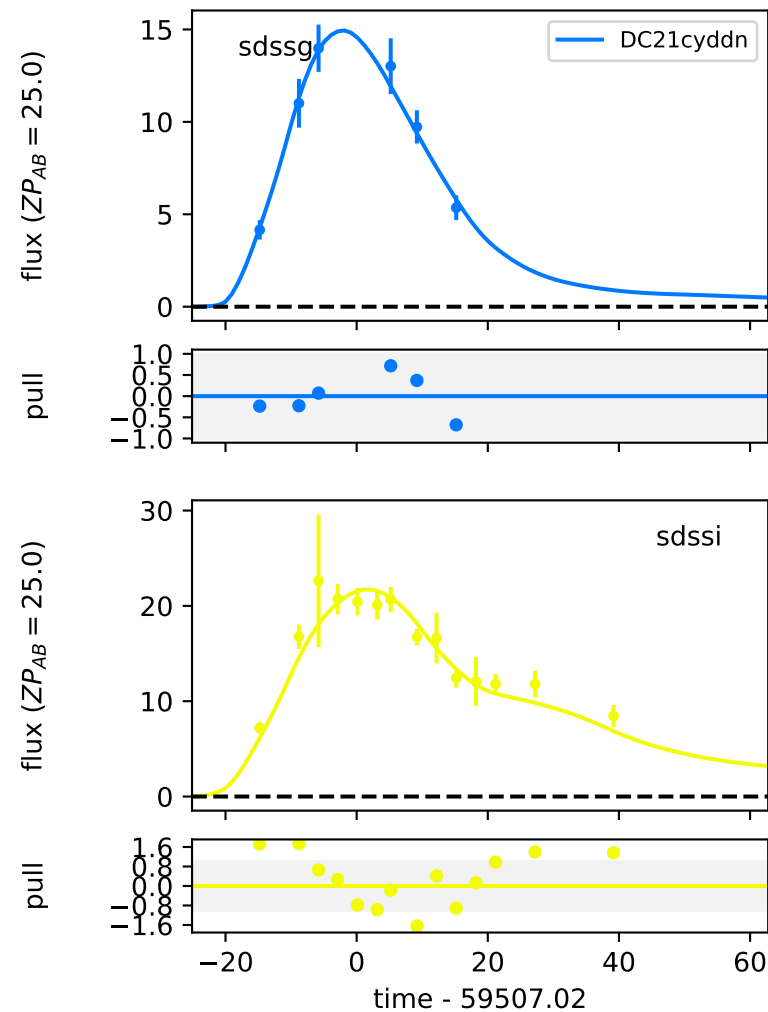 sdssg
DC21cyddn
flux (ZP_AB = 25.0)
15
10
5
0
pull
1.0
0.5
0.0
−0.5
−1.0
sdssi
flux (ZP_AB = 25.0)
30
20
10
0
pull
1.6
0.8
0.0
−0.8
−1.6
−20 0 20 40 60
time - 59507.02